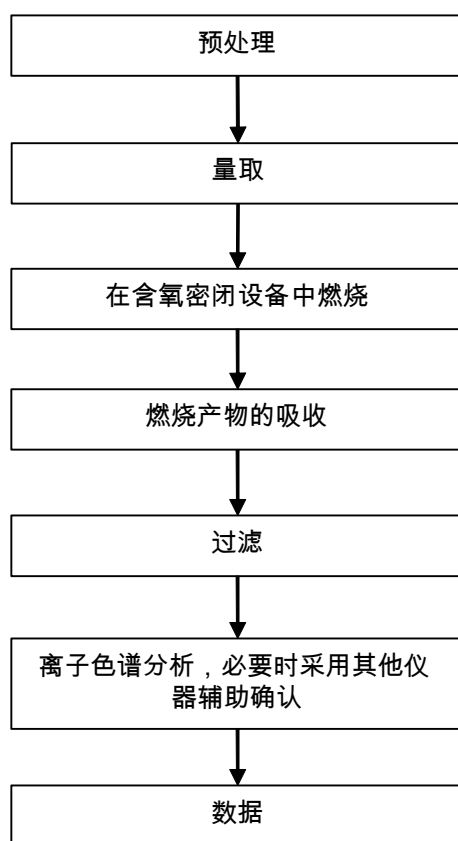 预处理
量取
在含氧密闭设备中燃烧
燃烧产物的吸收
过滤
离子色谱分析，必要时采用其他仪
器辅助确认
数据